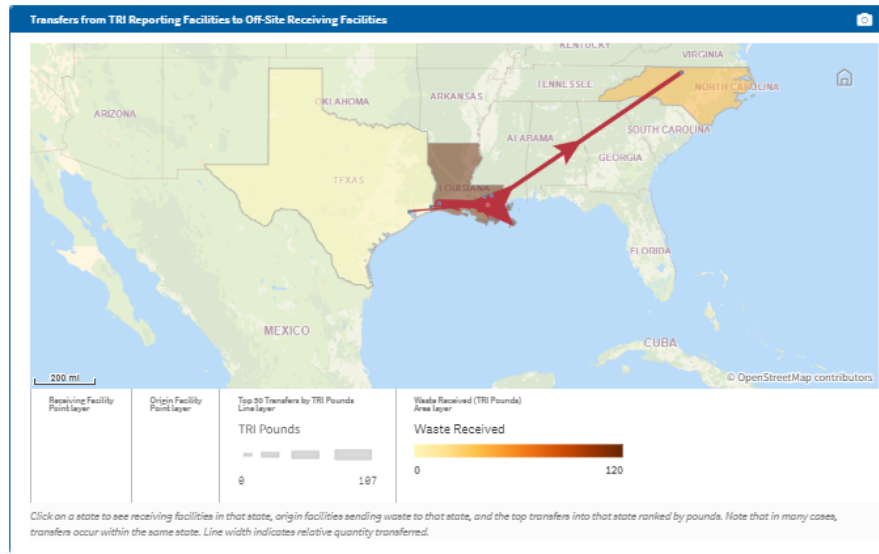 Transfers from TRI Reporting Facilities to Off-Site Receiving Facilities
KENTUCKY
VIRGINIA
TENNESSEE
NORTH CAROLINA
OKLAHOMA
ARKANSAS
ARIZONA
SOUTH CAROLINA
ALABAMA
GEORGIA
TEXAS
LOUISIANA
FLORIDA
MEXICO
CUBA
200 mi
© OpenStreetMap contributors
Receiving Facility
Point layer
Origin Facility
Point layer
Top 50 Transfers by TRI Pounds
Line layer
TRI Pounds
0 107
Waste Received (TRI Pounds)
Area layer
Waste Received
0 120
Click on a state to see receiving facilities in that state, origin facilities sending waste to that state, and the top transfers into that state ranked by pounds. Note that in many cases,
transfers occur within the same state. Line width indicates relative quantity transferred.